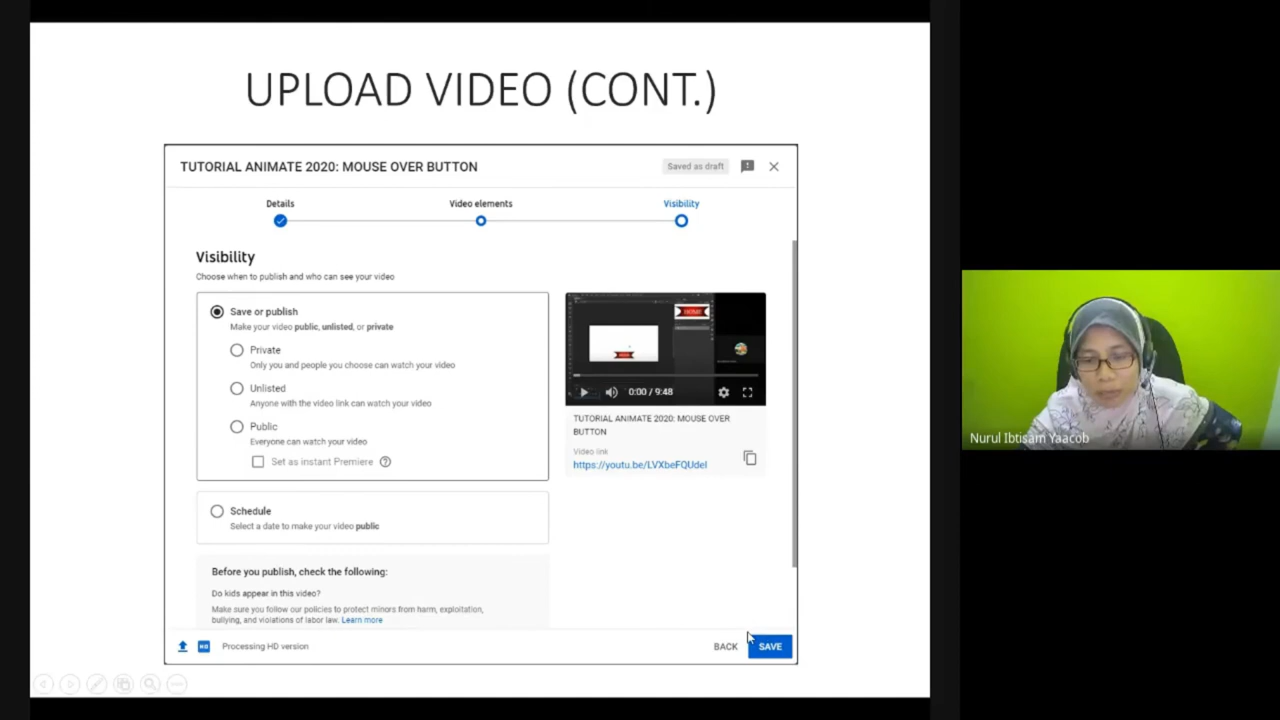 UPLOAD VIDEO (CONT.)
TUTORIAL ANIMATE 2020: MOUSE OVER BUTTON
Saved as draft
Details
Video elements
Visibility
Visibility
Choose when to publish and who can see your video
Save or publish
Make your video public, unlisted, or private
Private
Only you and people you choose can watch your video
Unlisted
Anyone with the video link can watch your video
Public
Everyone can watch your video
Set as instant Premiere
Schedule
Select a date to make your video public
Before you publish, check the following:
Do kids appear in this video?
Make sure you follow our policies to protect minors from harm, exploitation,
bullying, and violations of labor law. Learn more
HOME
0:00 / 9:48
TUTORIAL ANIMATE 2020: MOUSE OVER
BUTTON
Video link
https://youtu.be/LVXbeFQUdeI
HD
Processing HD version
BACK
SAVE
Nurul Ibtisam Yaacob